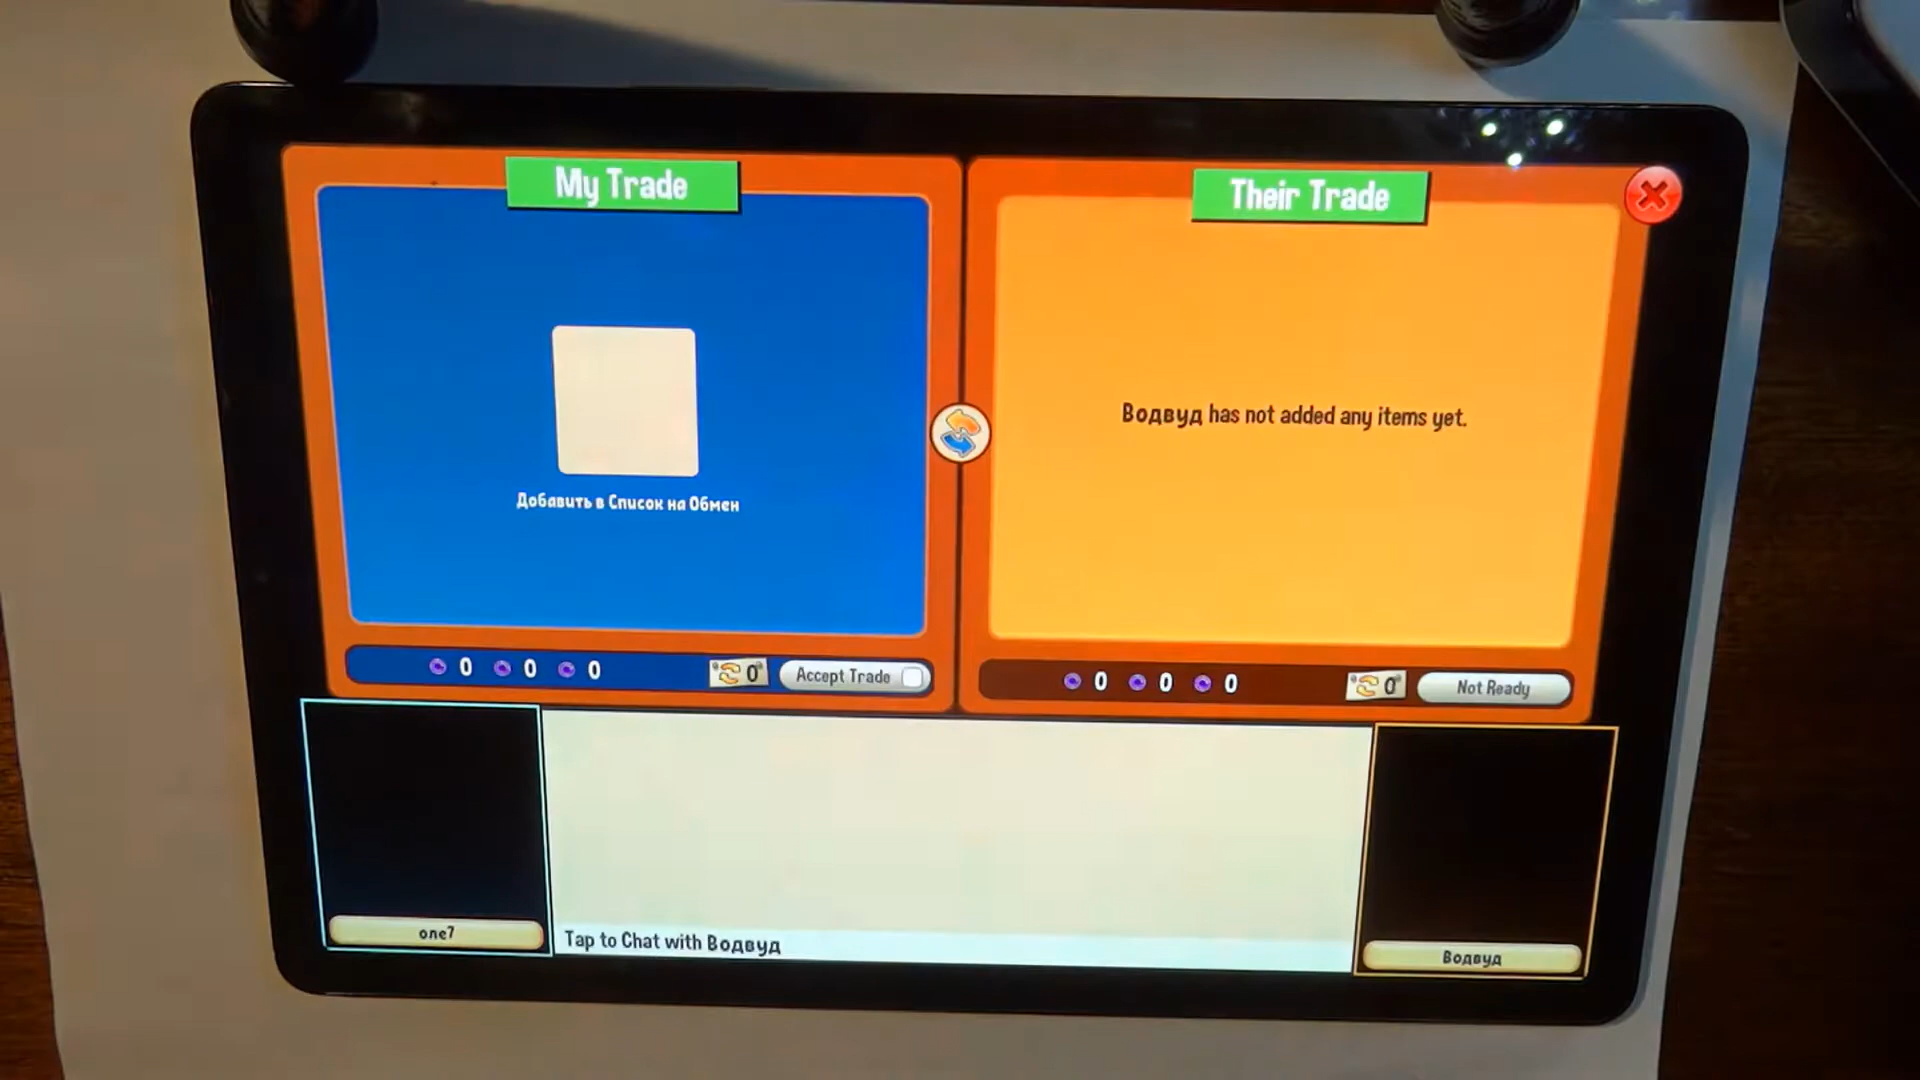 My Trade
Their Trade
Водвуд has not added any items yet.
Добавить в Список на Обмен
0 0 0 0 Accept Trade
0 0 0 0 Not Ready
one7
Tap to Chat with Водвуд
Водвуд